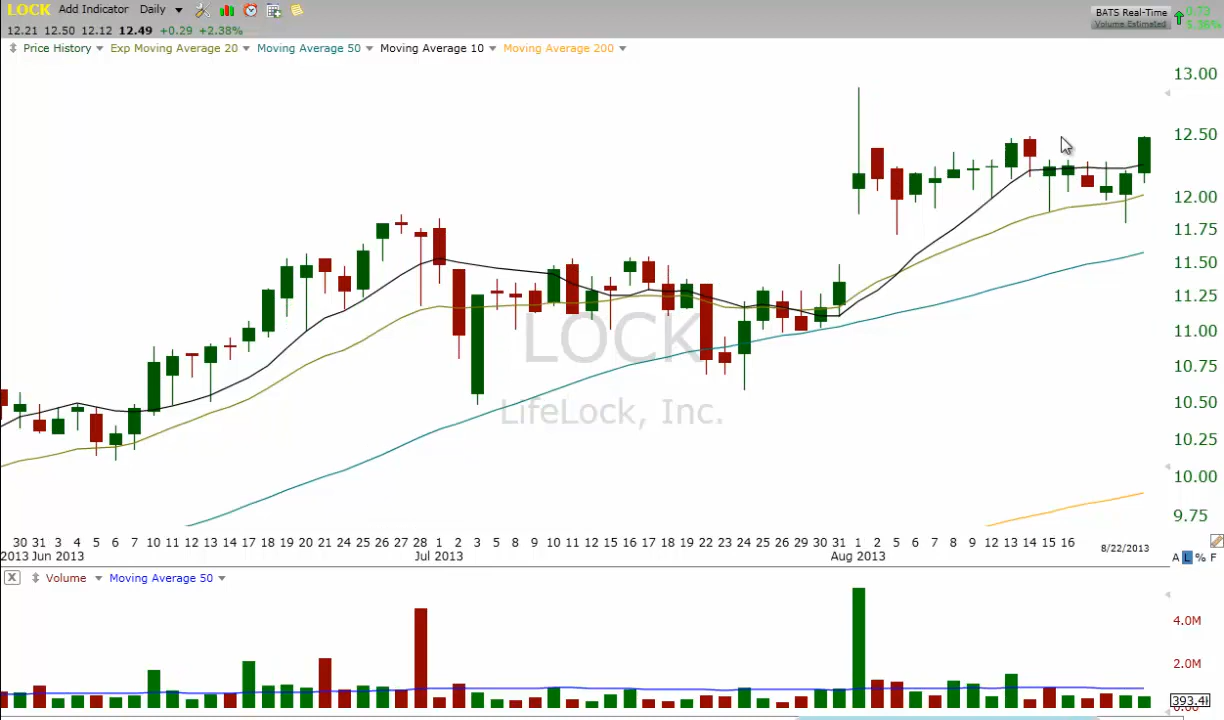 LOCK Add Indicator Daily BATS Real-Time 0.73
12.21 12.50 12.12 12.49 +0.29 +2.38% Volume Estimated 5.38%
Price History Exp Moving Average 20 Moving Average 50 Moving Average 10 Moving Average 200
13.00
12.50
12.00
11.75
11.50
11.25
11.00
10.75
10.50
10.25
10.00
9.75
LOCK
LifeLock, Inc.
30 31 3 4 5 6 7 10 11 12 13 14 17 18 19 20 21 24 25 26 27 28 1 2 3 5 8 9 10 11 12 15 16 17 18 19 22 23 24 25 26 29 30 31 1 2 5 6 7 8 9 12 13 14 15 16 8/22/2013
2013 Jun 2013 Jul 2013 Aug 2013 A L % F
X Volume Moving Average 50
4.0M
2.0M